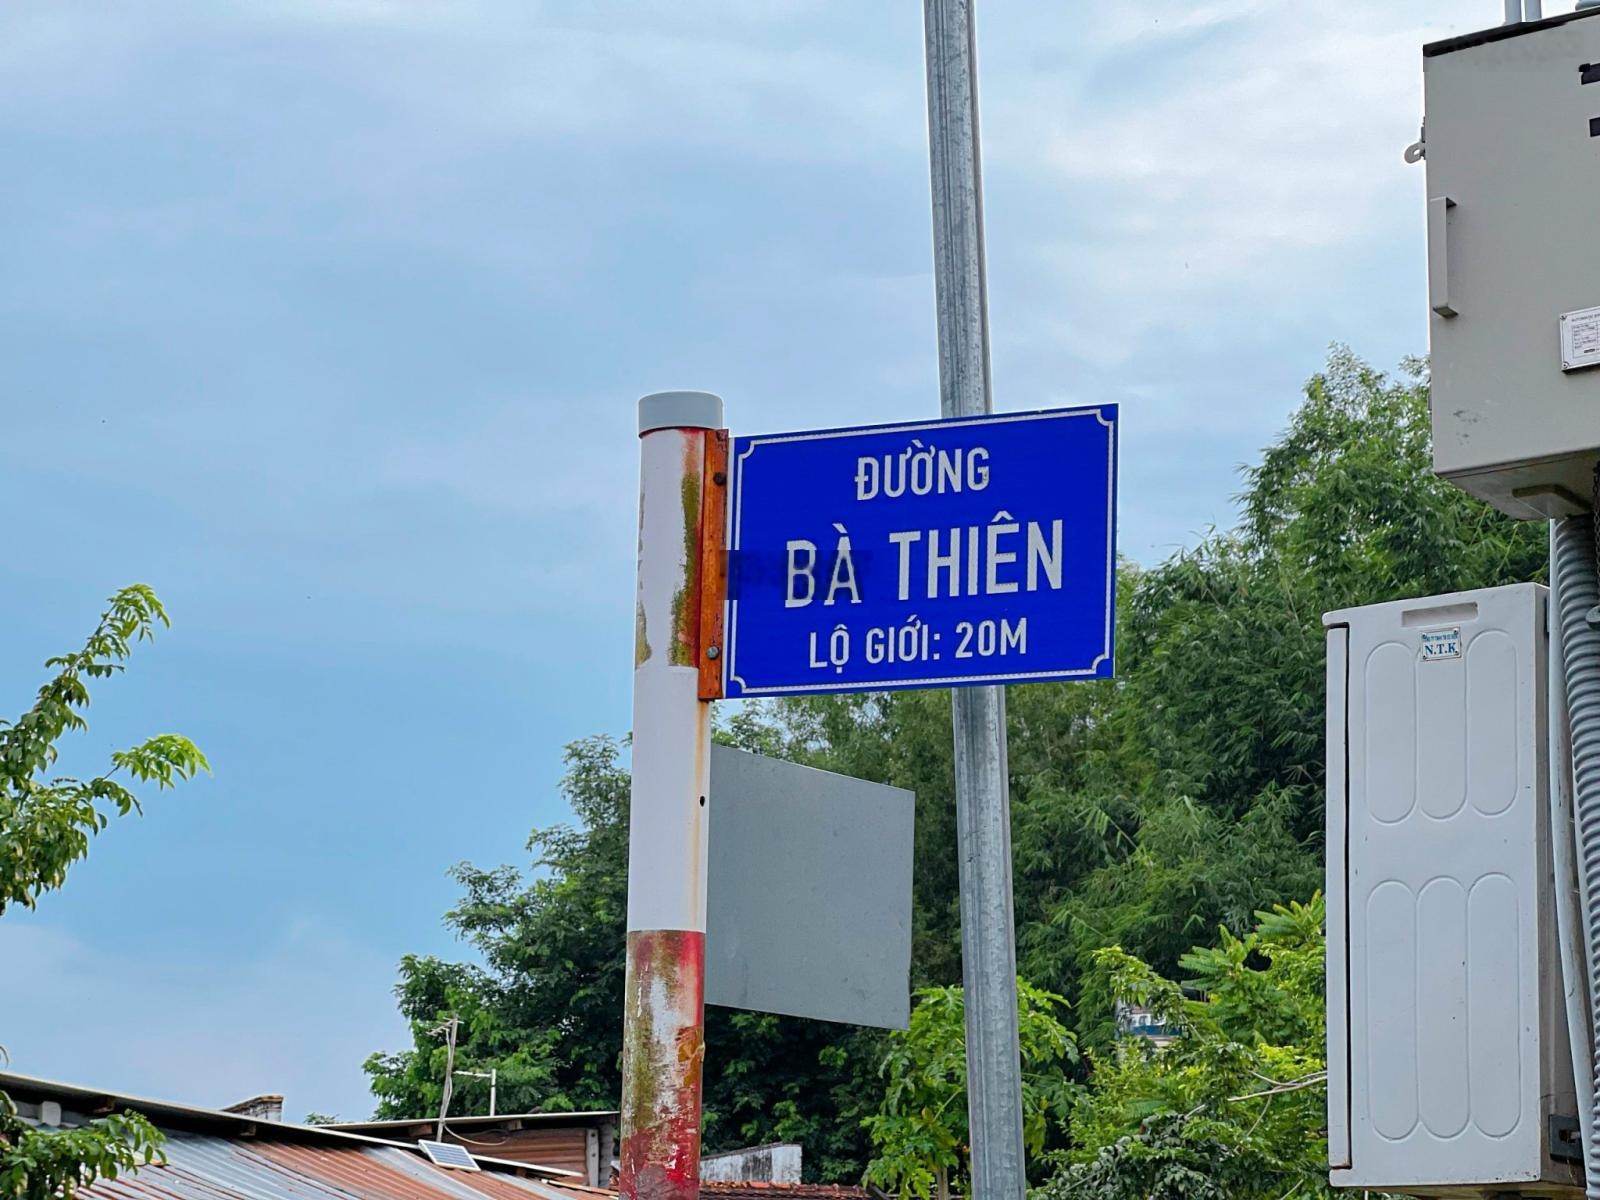 ĐƯỜNG
BÀ THIÊN
LỘ GIỚI: 20M
N.T.K